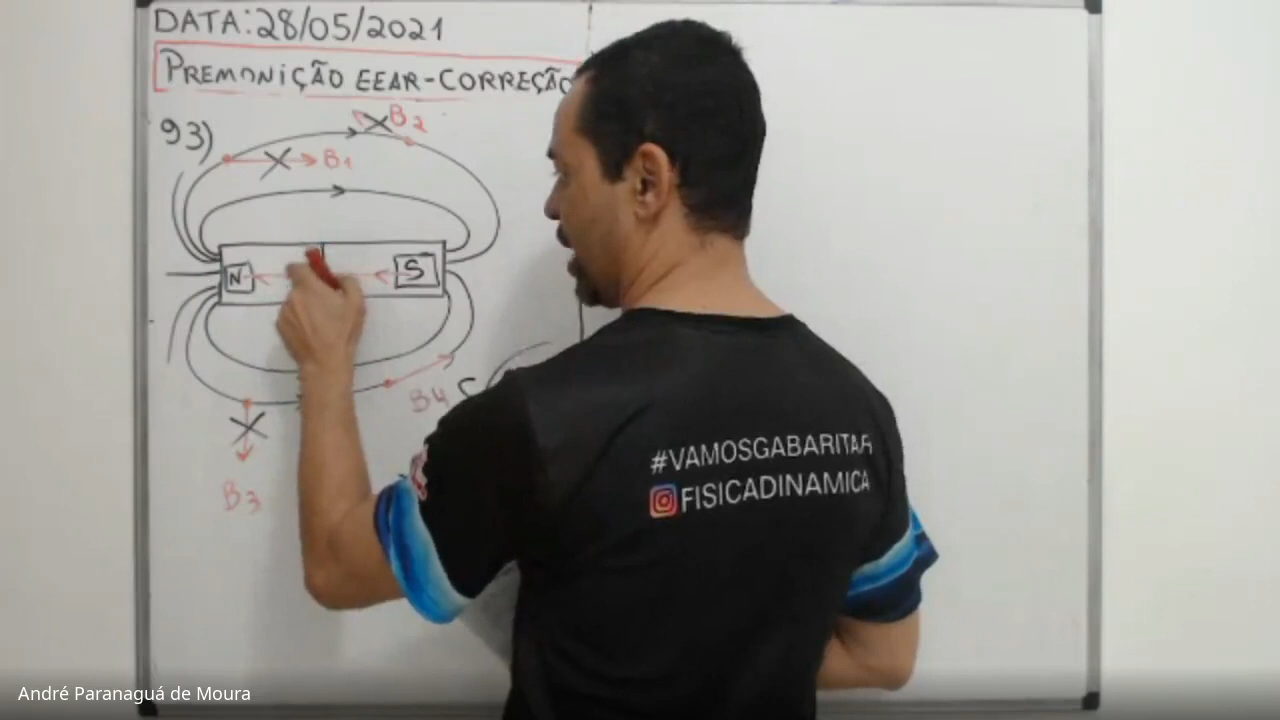 DATA:28/05/2021
PREMONIÇÃO EEAR-CORREÇÃO
93)
B2
B1
N
S
B4
B3
#VAMOSGABARITAR
FISICADINAMICA
André Paranaguá de Moura